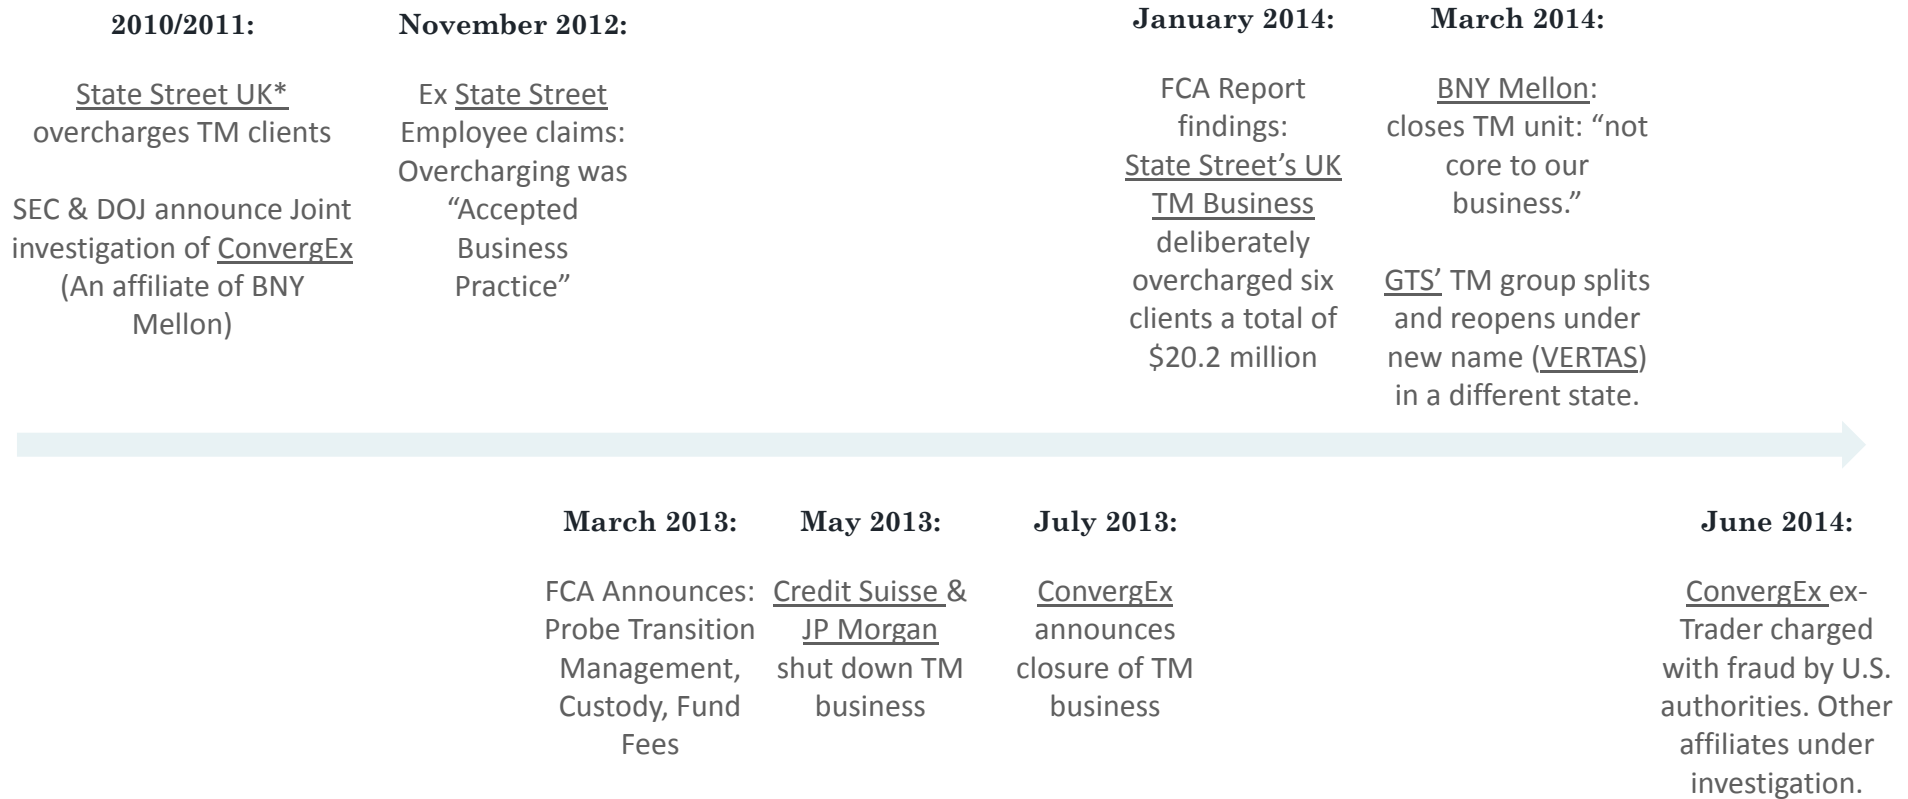 2010/2011:
State Street UK*
overcharges TM clients
SEC & DOJ announce Joint
investigation of ConvergEx
(An affiliate of BNY
Mellon)
November 2012:
Ex State Street
Employee claims:
Overcharging was
“Accepted
Business
Practice”
January 2014:
FCA Report
findings:
State Street’s UK
TM Business
deliberately
overcharged six
clients a total of
$20.2 million
March 2014:
BNY Mellon:
closes TM unit: “not
core to our
business.”
GTS’ TM group splits
and reopens under
new name (VERTAS)
in a different state.
March 2013:
FCA Announces:
Probe Transition
Management,
Custody, Fund
Fees
May 2013:
Credit Suisse &
JP Morgan
shut down TM
business
July 2013:
ConvergEx
announces
closure of TM
business
June 2014:
ConvergEx ex-
Trader charged
with fraud by U.S.
authorities. Other
affiliates under
investigation.